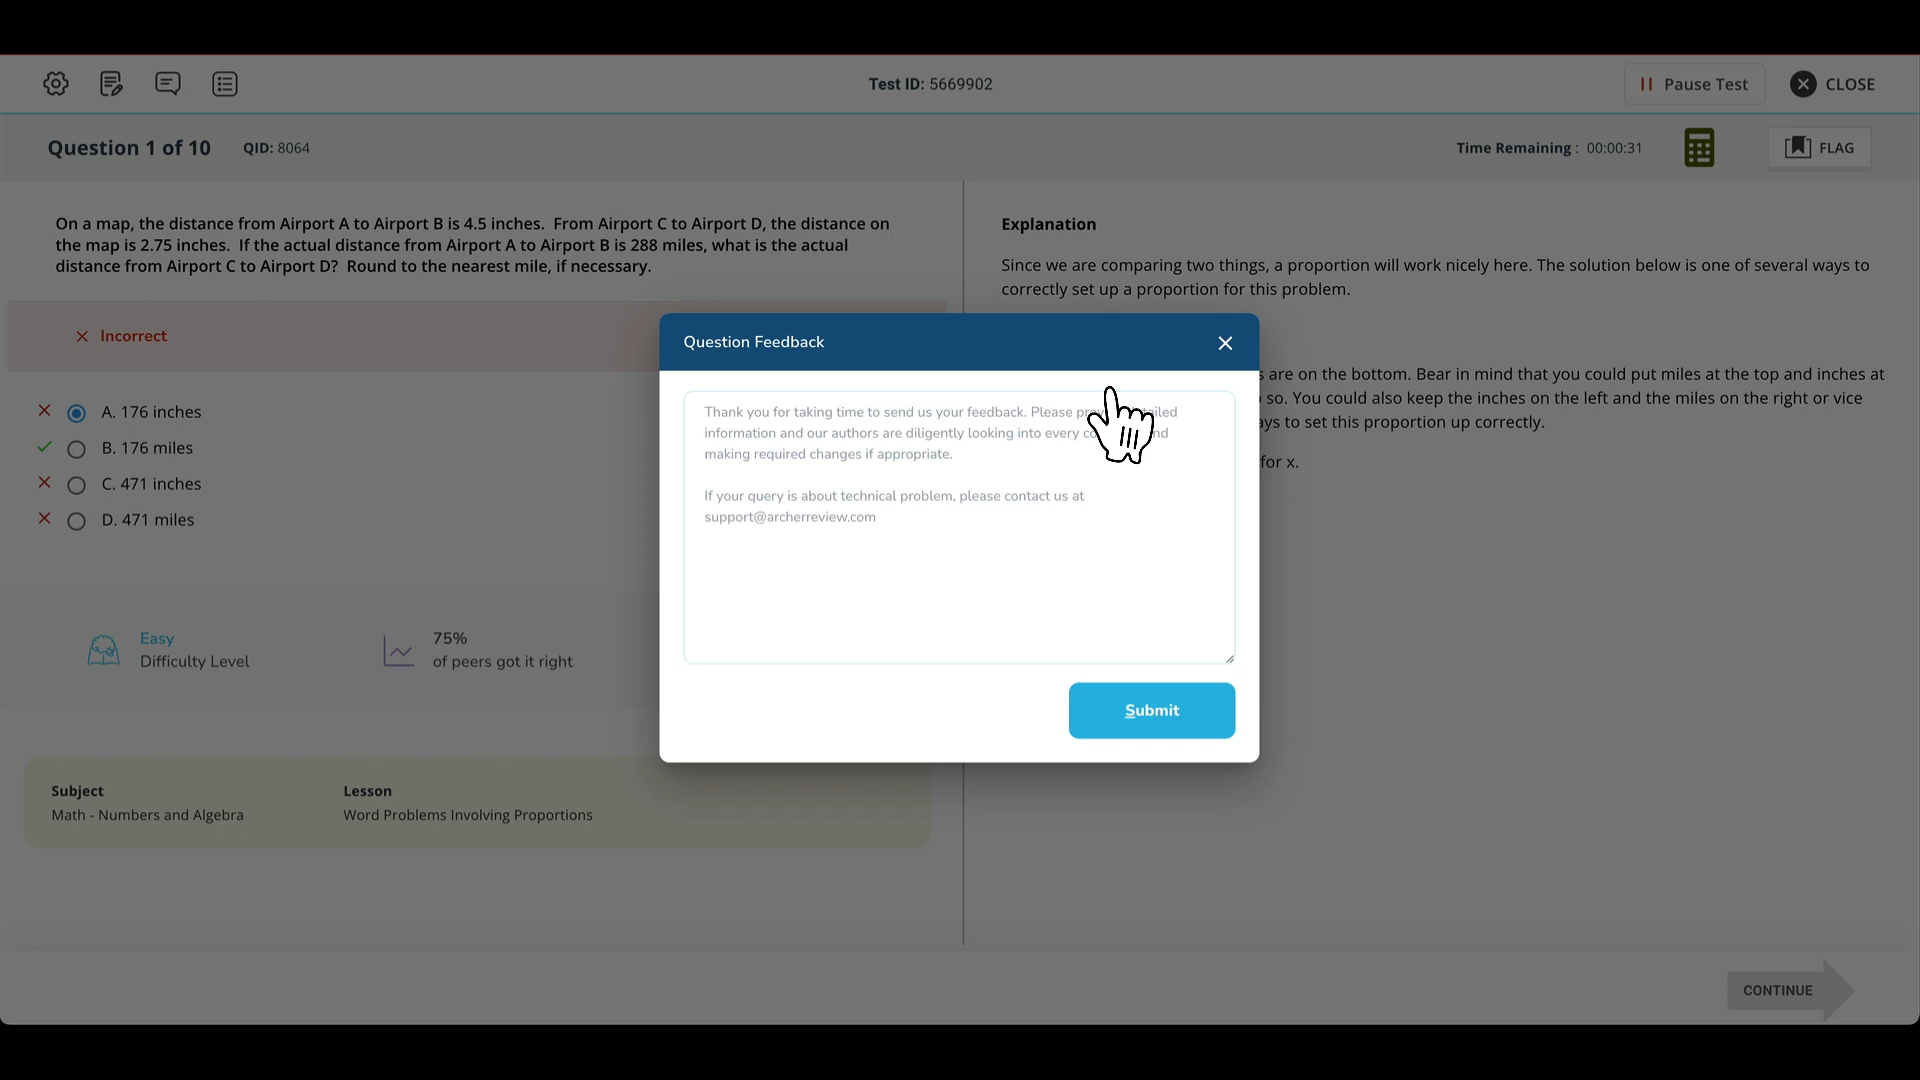 Test ID: 5669902
Pause Test
CLOSE
Question 1 of 10
QID: 8064
Time Remaining : 00:00:31
FLAG
On a map, the distance from Airport A to Airport B is 4.5 inches. From Airport C to Airport D, the distance on
the map is 2.75 inches. If the actual distance from Airport A to Airport B is 288 miles, what is the actual
distance from Airport C to Airport D? Round to the nearest mile, if necessary.
Incorrect
A. 176 inches
B. 176 miles
C. 471 inches
D. 471 miles
Easy
Difficulty Level
75%
of peers got it right
Subject
Math - Numbers and Algebra
Lesson
Word Problems Involving Proportions
Explanation
Since we are comparing two things, a proportion will work nicely here. The solution below is one of several ways to
correctly set up a proportion for this problem.
are on the bottom. Bear in mind that you could put miles at the top and inches at
so. You could also keep the inches on the left and the miles on the right or vice
to set this proportion up correctly.
for x.
Question Feedback
Thank you for taking time to send us your feedback. Please
information and our authors are diligently looking into every
making required changes if appropriate.
If your query is about technical problem, please contact us at
support@archerreview.com
Submit
CONTINUE